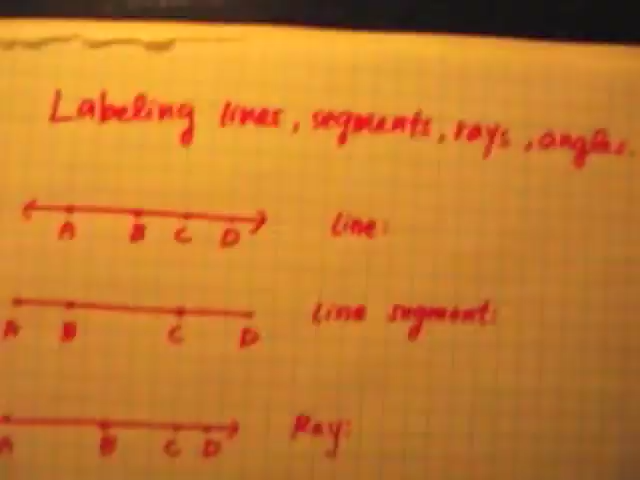 Labeling lines, segments, rays, angles.
A B C D Line:
A B C D Line segment:
A B C D Ray: